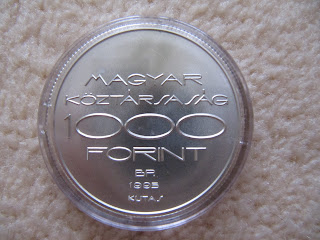 MAGYAR
KÖZTÁRSASÁG
1000
FORINT
BP.
1995
KUTAS